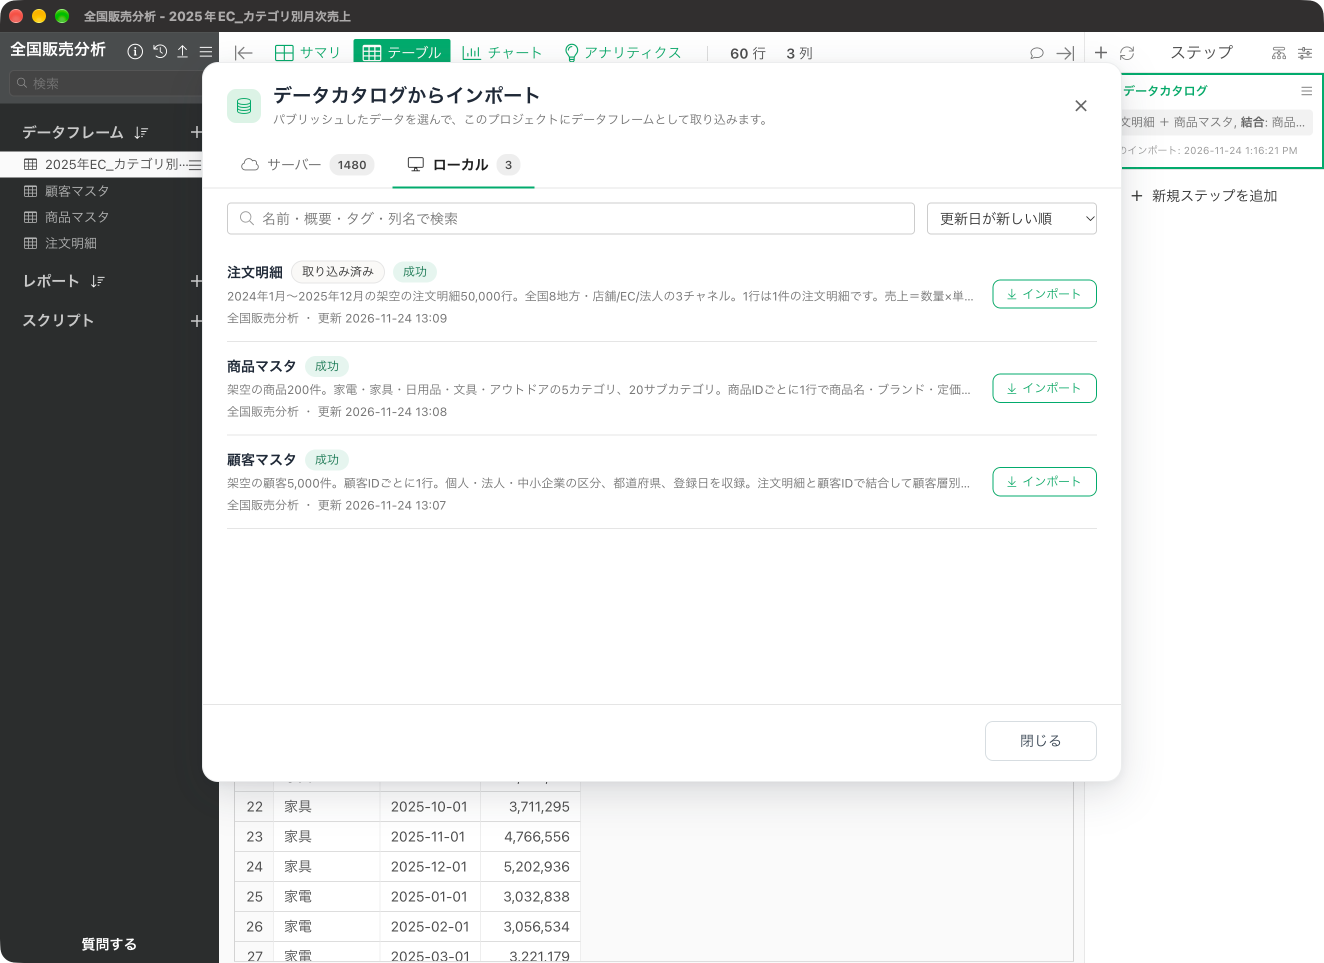 全国販売分析 - 2025年EC_カテゴリ別月次売上
全国販売分析
検索
データフレーム
2025年EC_カテゴリ別…
顧客マスタ
商品マスタ
注文明細
レポート
スクリプト
質問する
サマリ
テーブル
チャート
アナリティクス
60 行
3 列
ステップ
データカタログ
文明細 + 商品マスタ, 結合: 商品...
インポート: 2026-11-24 1:16:21 PM
新規ステップを追加
データカタログからインポート
パブリッシュしたデータを選んで、このプロジェクトにデータフレームとして取り込みます。
サーバー 1480
ローカル 3
名前・概要・タグ・列名で検索
更新日が新しい順
注文明細 取り込み済み 成功
2024年1月〜2025年12月の架空の注文明細50,000行。全国8地方・店舗/EC/法人の3チャネル。1行は1件の注文明細です。売上＝数量×単...
全国販売分析 ・ 更新 2026-11-24 13:09
インポート
商品マスタ 成功
架空の商品200件。家電・家具・日用品・文具・アウトドアの5カテゴリ、20サブカテゴリ。商品IDごとに1行で商品名・ブランド・定価...
全国販売分析 ・ 更新 2026-11-24 13:08
インポート
顧客マスタ 成功
架空の顧客5,000件。顧客IDごとに1行。個人・法人・中小企業の区分、都道府県、登録日を収録。注文明細と顧客IDで結合して顧客層別...
全国販売分析 ・ 更新 2026-11-24 13:07
インポート
閉じる
22 家具 2025-10-01 3,711,295
23 家具 2025-11-01 4,766,556
24 家具 2025-12-01 5,202,936
25 家電 2025-01-01 3,032,838
26 家電 2025-02-01 3,056,534
27 家電 2025-03-01 3,221,179